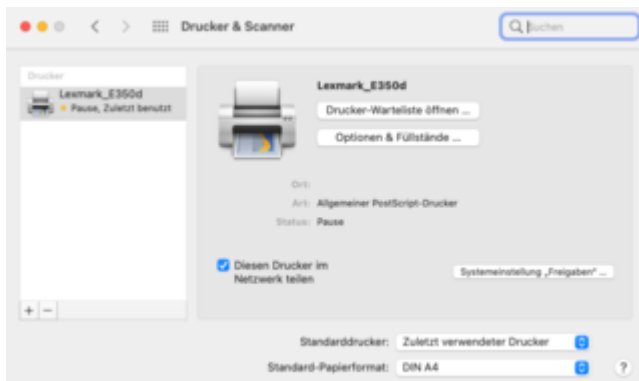 Drucker & Scanner
Suchen
Drucker
Lexmark_E350d
Pause, Zuletzt benutzt
Lexmark_E350d
Drucker-Warteliste öffnen ...
Optionen & Füllstände ...
Ort:
Art: Allgemeiner PostScript-Drucker
Status: Pause
Diesen Drucker im
Netzwerk teilen
Systemeinstellung „Freigaben“ ...
+ −
Standarddrucker: Zuletzt verwendeter Drucker
Standard-Papierformat: DIN A4
?